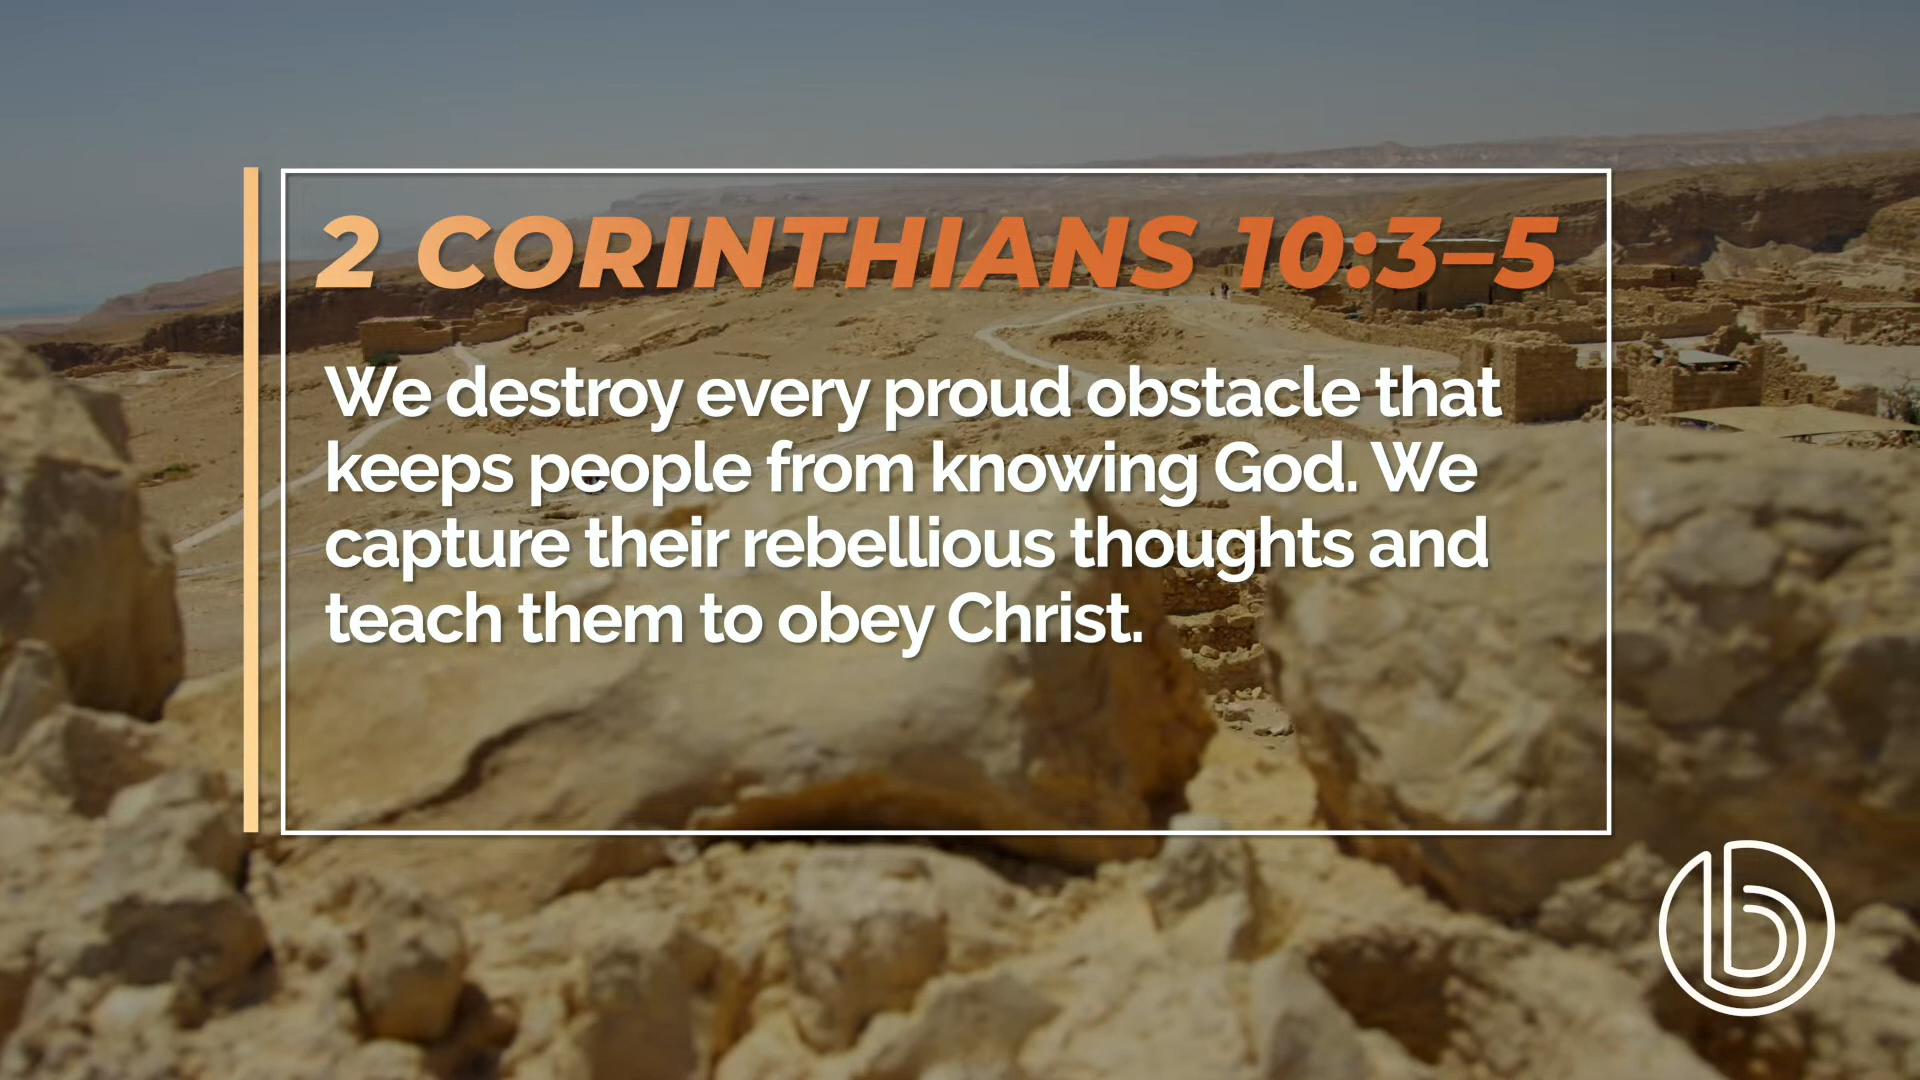 2 CORINTHIANS 10:3–5
We destroy every proud obstacle that
keeps people from knowing God. We
capture their rebellious thoughts and
teach them to obey Christ.